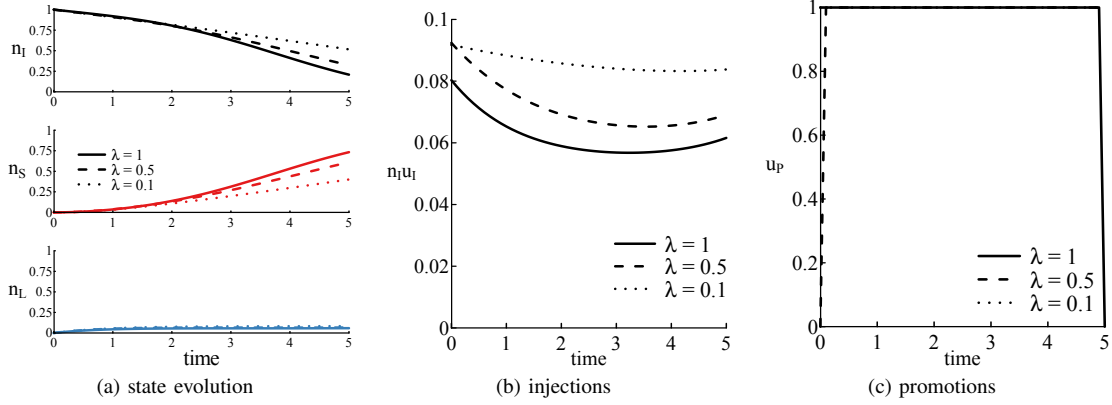 1
0.75
n_I 0.5
0.25
0
0 1 2 3 4 5
1
0.75
n_S 0.5
0.25
0
λ = 1
λ = 0.5
λ = 0.1
0 1 2 3 4 5
1
0.75
n_L 0.5
0.25
0
0 1 2 3 4 5
time
(a) state evolution
0.1
0.08
0.06
n_Iu_I
0.04
0.02
0
λ = 1
λ = 0.5
λ = 0.1
0 1 2 3 4 5
time
(b) injections
1
0.8
0.6
u_P
0.4
0.2
0
λ = 1
λ = 0.5
λ = 0.1
0 1 2 3 4 5
time
(c) promotions